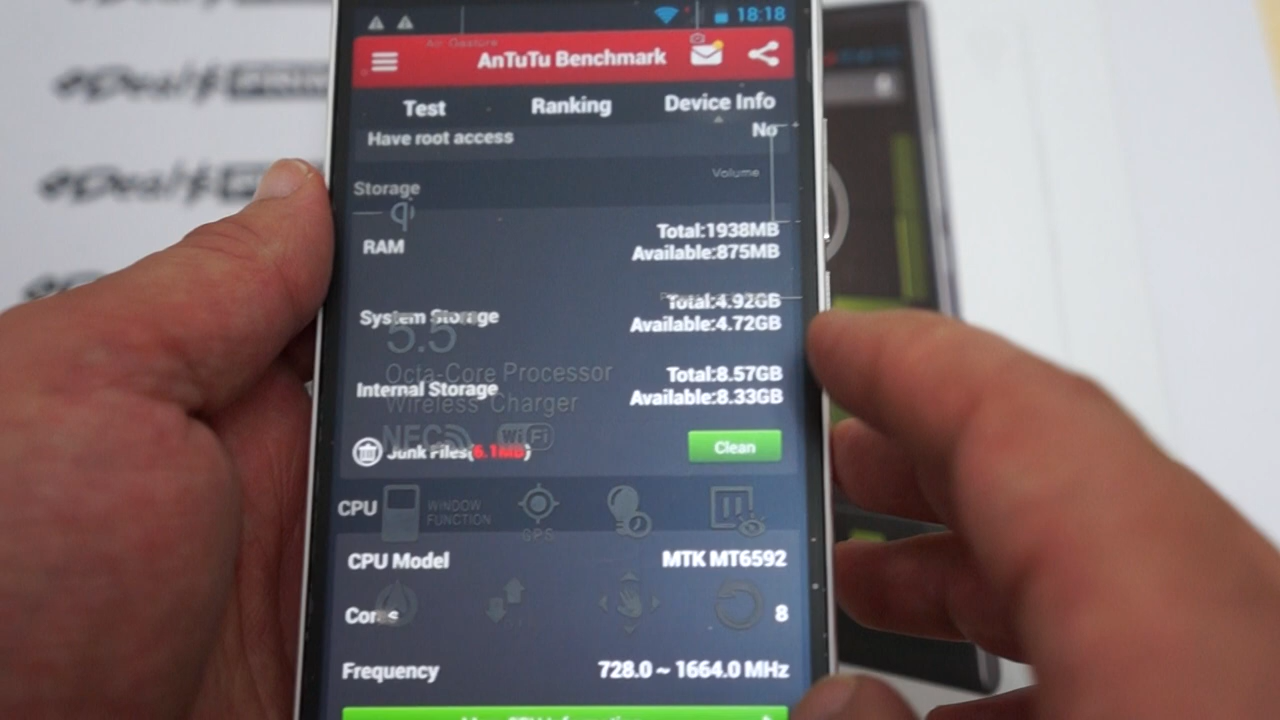 18:18
Air Gesture
AnTuTu Benchmark
Test Ranking Device Info
Have root access No
Volume
Storage
qi
RAM Total:1938MB
Available:875MB
System Storage Total:4.92GB
Available:4.72GB
5.5"
Octa-Core Processor
Internal Storage Total:8.57GB
Available:8.33GB
Wireless Charger
NFC WiFi
Junk Files(6.1MB) Clean
CPU
WINDOW
FUNCTION
GPS
CPU Model MTK MT6592
Cores 8
Frequency 728.0 ~ 1664.0 MHz